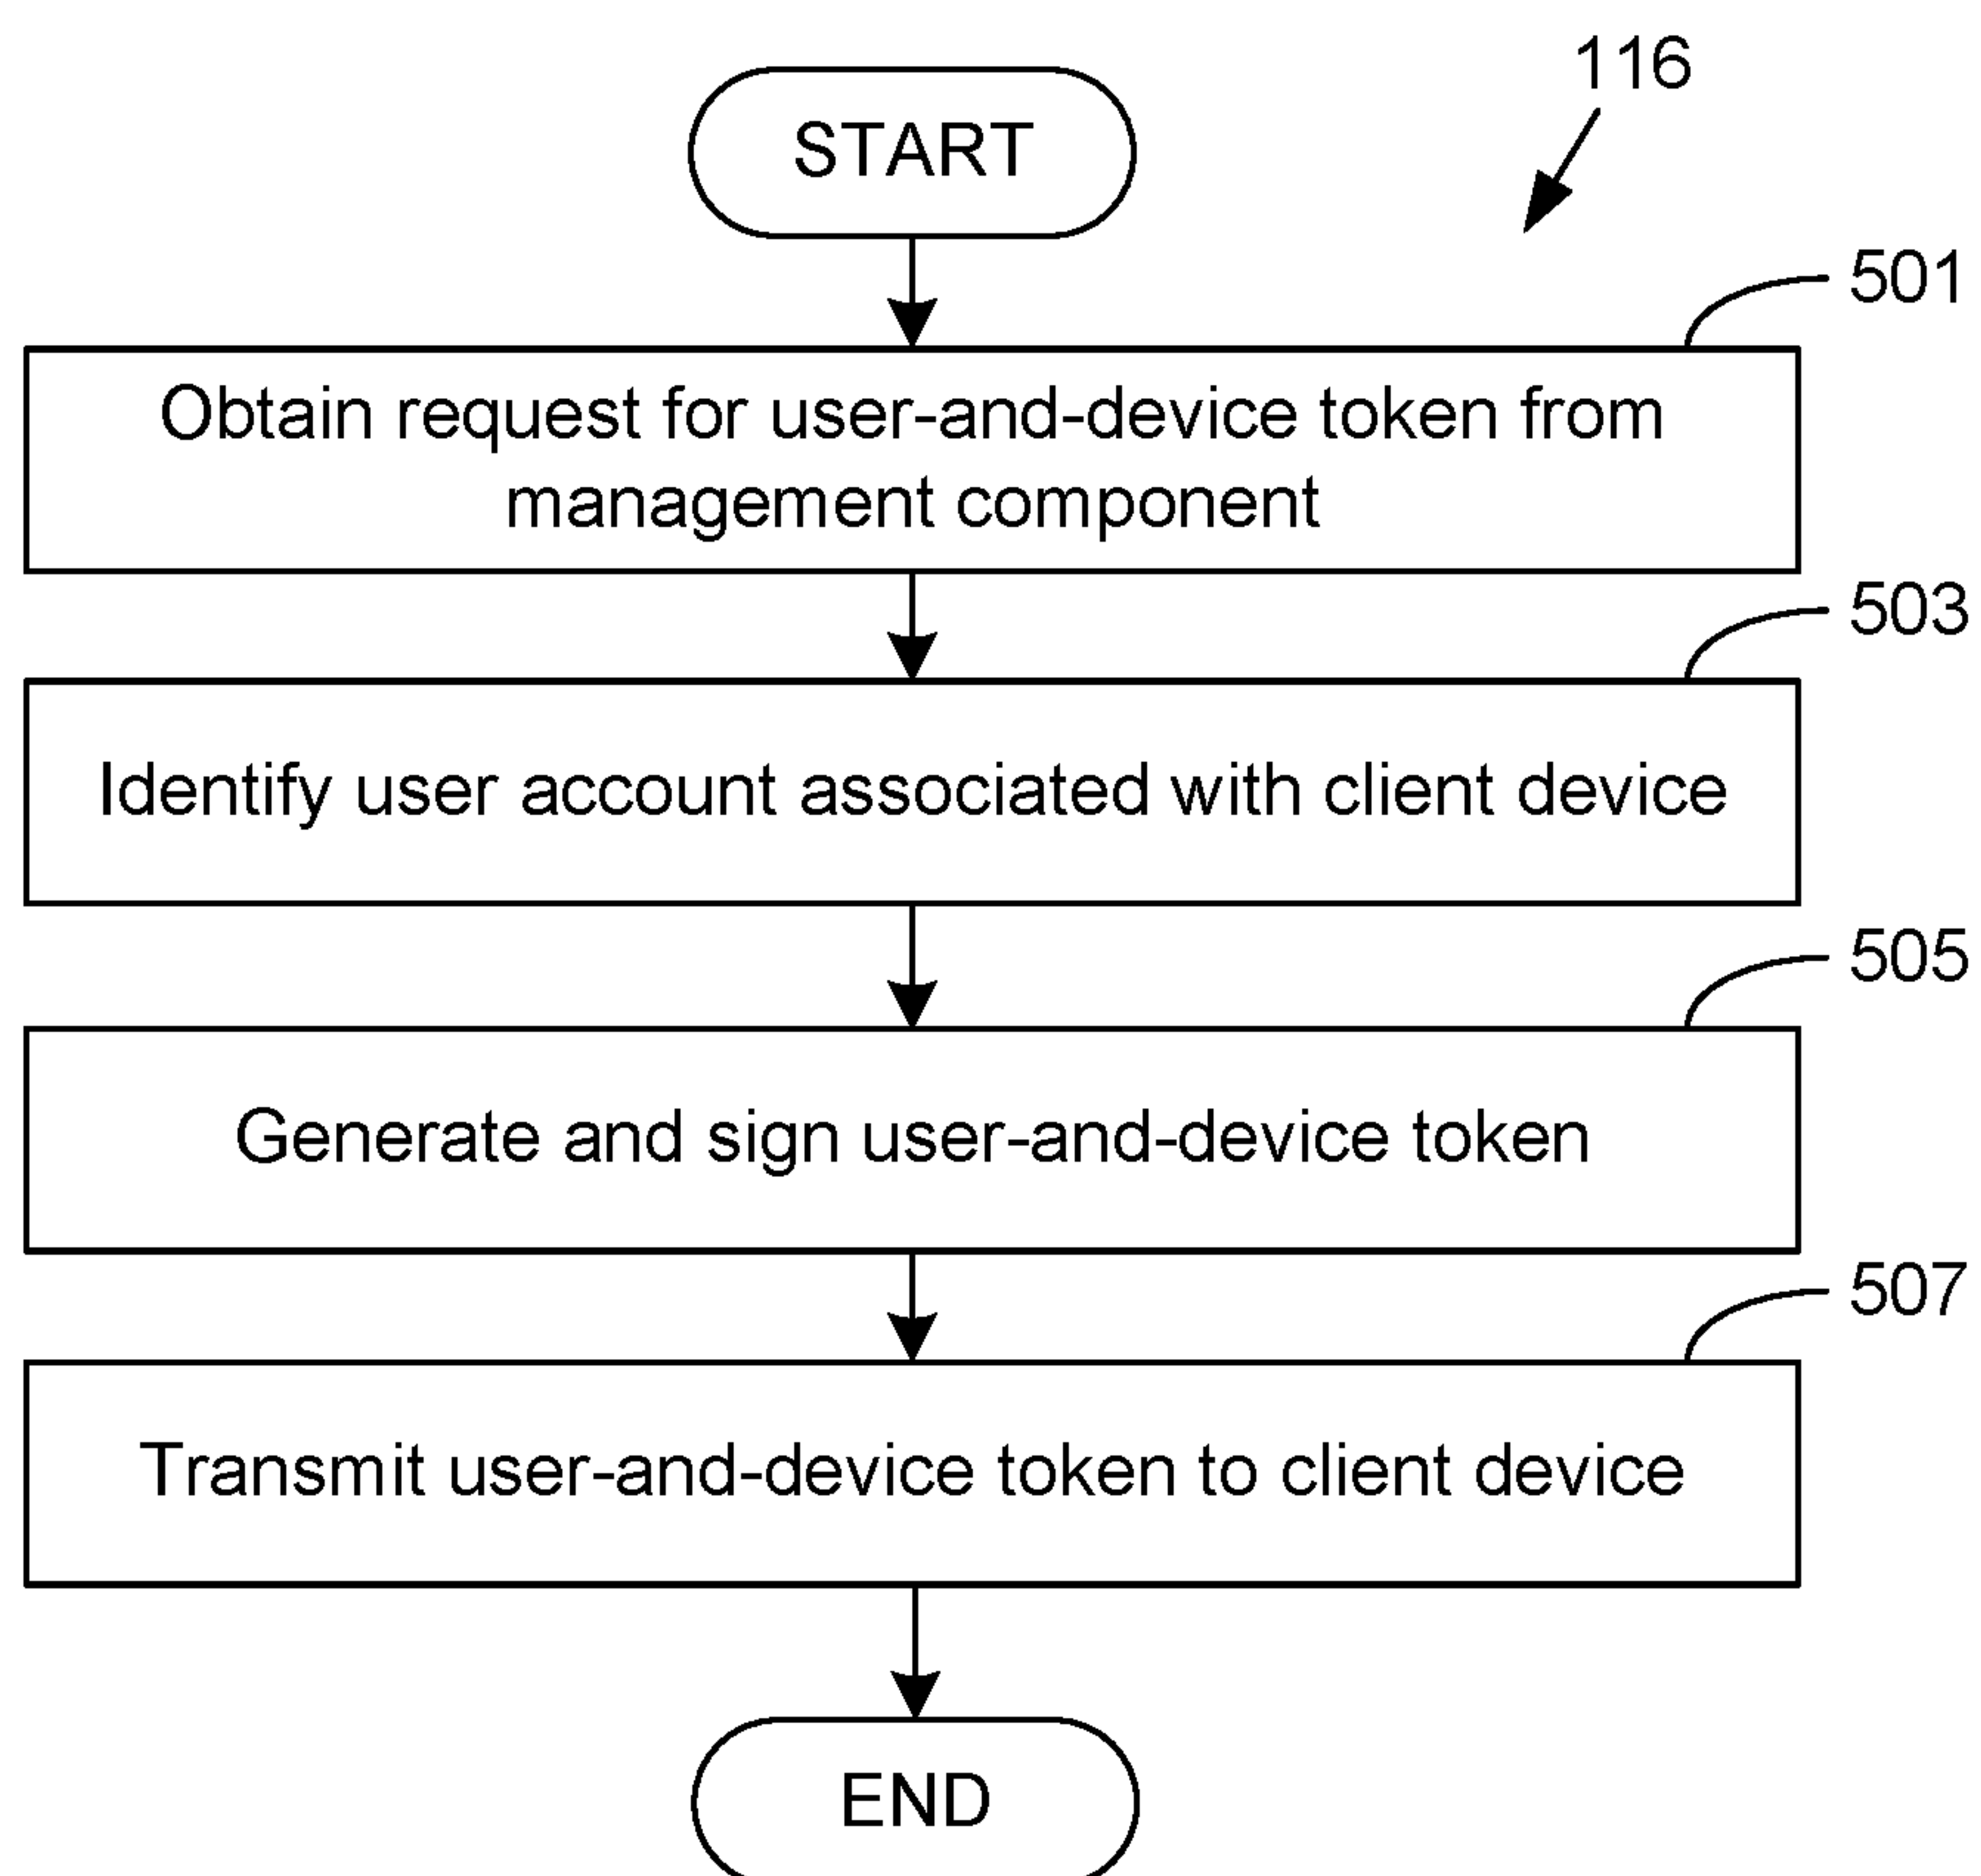 116
START
501
Obtain request for user-and-device token from
management component
503
Identify user account associated with client device
505
Generate and sign user-and-device token
507
Transmit user-and-device token to client device
END